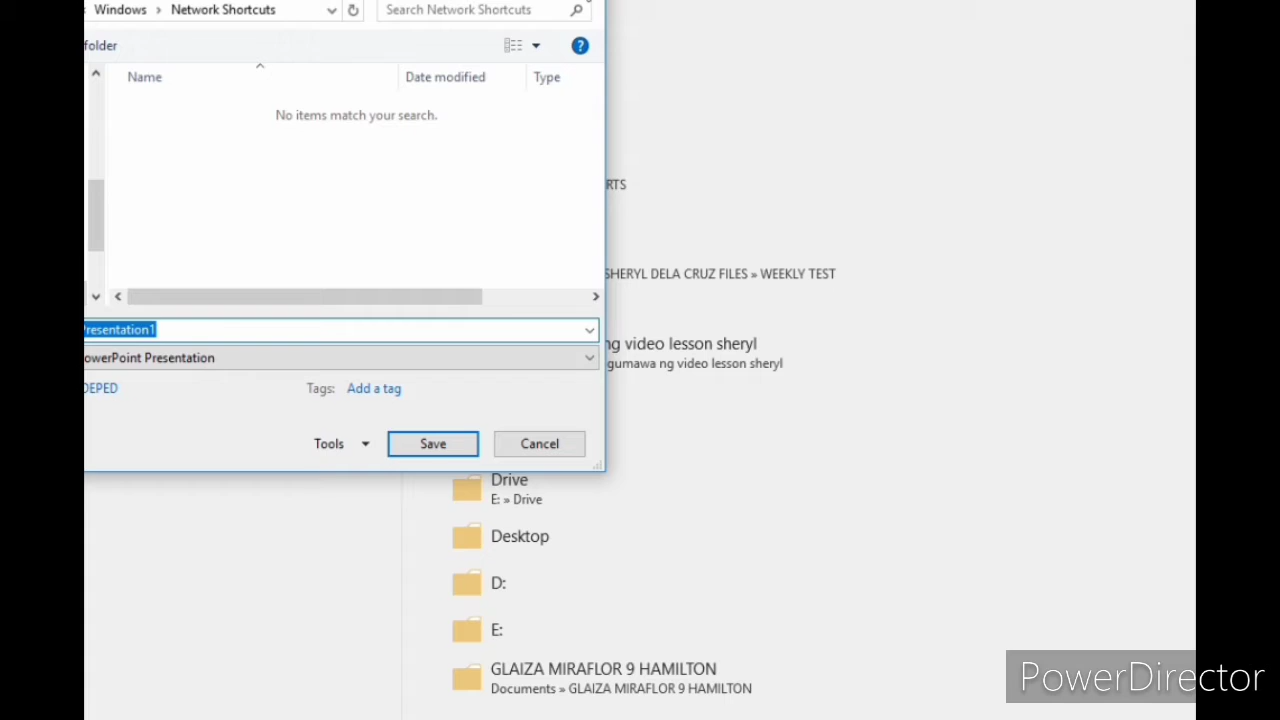 Windows > Network Shortcuts
Search Network Shortcuts
folder
Name
Date modified
Type
No items match your search.
RTS
SHERYL DELA CRUZ FILES » WEEKLY TEST
Presentation1
ng video lesson sheryl
owerPoint Presentation
gumawa ng video lesson sheryl
DEPED
Tags:
Add a tag
Tools
Save
Cancel
Drive
E: » Drive
Desktop
D:
E:
GLAIZA MIRAFLOR 9 HAMILTON
Documents » GLAIZA MIRAFLOR 9 HAMILTON
PowerDirector